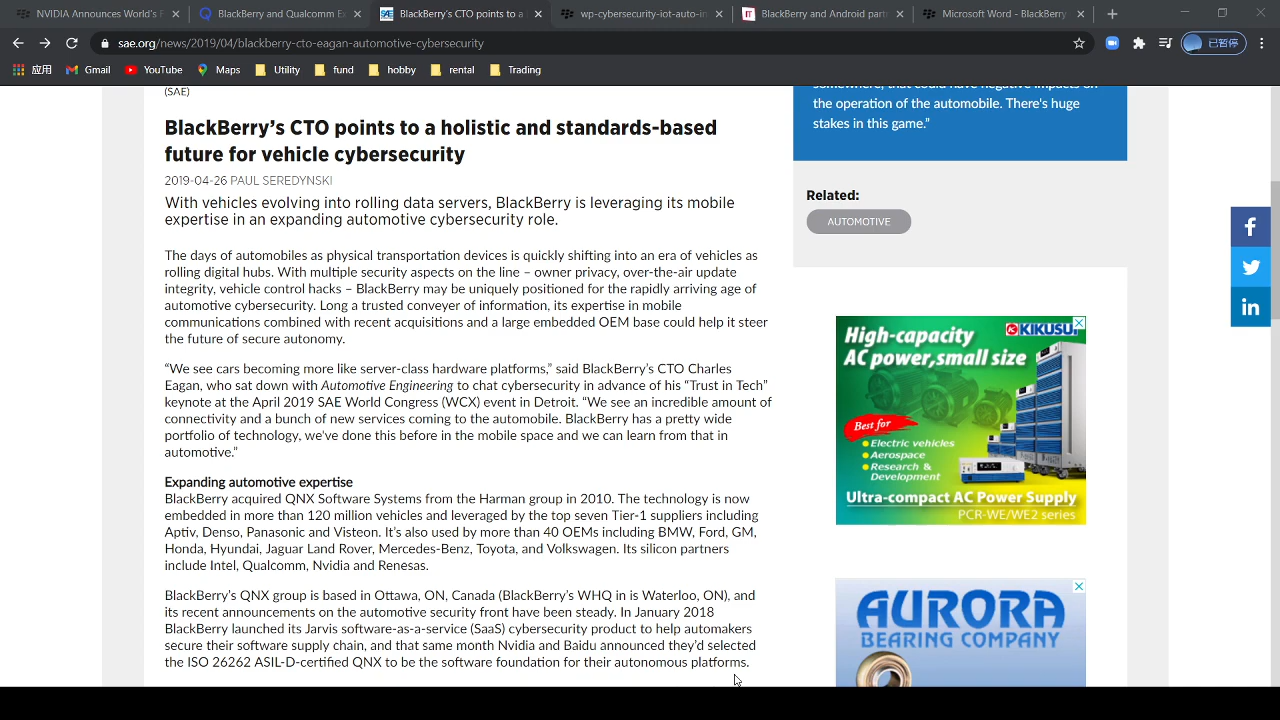 NVIDIA Announces World's F
BlackBerry and Qualcomm E
BlackBerry's CTO points to a
wp-cybersecurity-iot-auto-in
BlackBerry and Android part
Microsoft Word - BlackBerry
sae.org/news/2019/04/blackberry-cto-eagan-automotive-cybersecurity
已暂停
应用
Gmail
YouTube
Maps
Utility
fund
hobby
rental
Trading
(SAE)
BlackBerry's CTO points to a holistic and standards-based
future for vehicle cybersecurity
2019-04-26 PAUL SEREDYNSKI
With vehicles evolving into rolling data servers, BlackBerry is leveraging its mobile
expertise in an expanding automotive cybersecurity role.
The days of automobiles as physical transportation devices is quickly shifting into an era of vehicles as
rolling digital hubs. With multiple security aspects on the line – owner privacy, over-the-air update
integrity, vehicle control hacks – BlackBerry may be uniquely positioned for the rapidly arriving age of
automotive cybersecurity. Long a trusted conveyer of information, its expertise in mobile
communications combined with recent acquisitions and a large embedded OEM base could help it steer
the future of secure autonomy.
“We see cars becoming more like server-class hardware platforms,” said BlackBerry’s CTO Charles
Eagan, who sat down with Automotive Engineering to chat cybersecurity in advance of his “Trust in Tech”
keynote at the April 2019 SAE World Congress (WCX) event in Detroit. “We see an incredible amount of
connectivity and a bunch of new services coming to the automobile. BlackBerry has a pretty wide
portfolio of technology, we've done this before in the mobile space and we can learn from that in
automotive.”
Expanding automotive expertise
BlackBerry acquired QNX Software Systems from the Harman group in 2010. The technology is now
embedded in more than 120 million vehicles and leveraged by the top seven Tier-1 suppliers including
Aptiv, Denso, Panasonic and Visteon. It’s also used by more than 40 OEMs including BMW, Ford, GM,
Honda, Hyundai, Jaguar Land Rover, Mercedes-Benz, Toyota, and Volkswagen. Its silicon partners
include Intel, Qualcomm, Nvidia and Renesas.
BlackBerry’s QNX group is based in Ottawa, ON, Canada (BlackBerry’s WHQ in is Waterloo, ON), and
its recent announcements on the automotive security front have been steady. In January 2018
BlackBerry launched its Jarvis software-as-a-service (SaaS) cybersecurity product to help automakers
secure their software supply chain, and that same month Nvidia and Baidu announced they’d selected
the ISO 26262 ASIL-D-certified QNX to be the software foundation for their autonomous platforms.
somewhere, that could have negative impacts on
the operation of the automobile. There's huge
stakes in this game.”
Related:
AUTOMOTIVE
High-capacity
KIKUSUI
AC power,small size
Best for
Electric vehicles
Aerospace
Research &
Development
Ultra-compact AC Power Supply
PCR-WE/WE2 series
AURORA
BEARING COMPANY